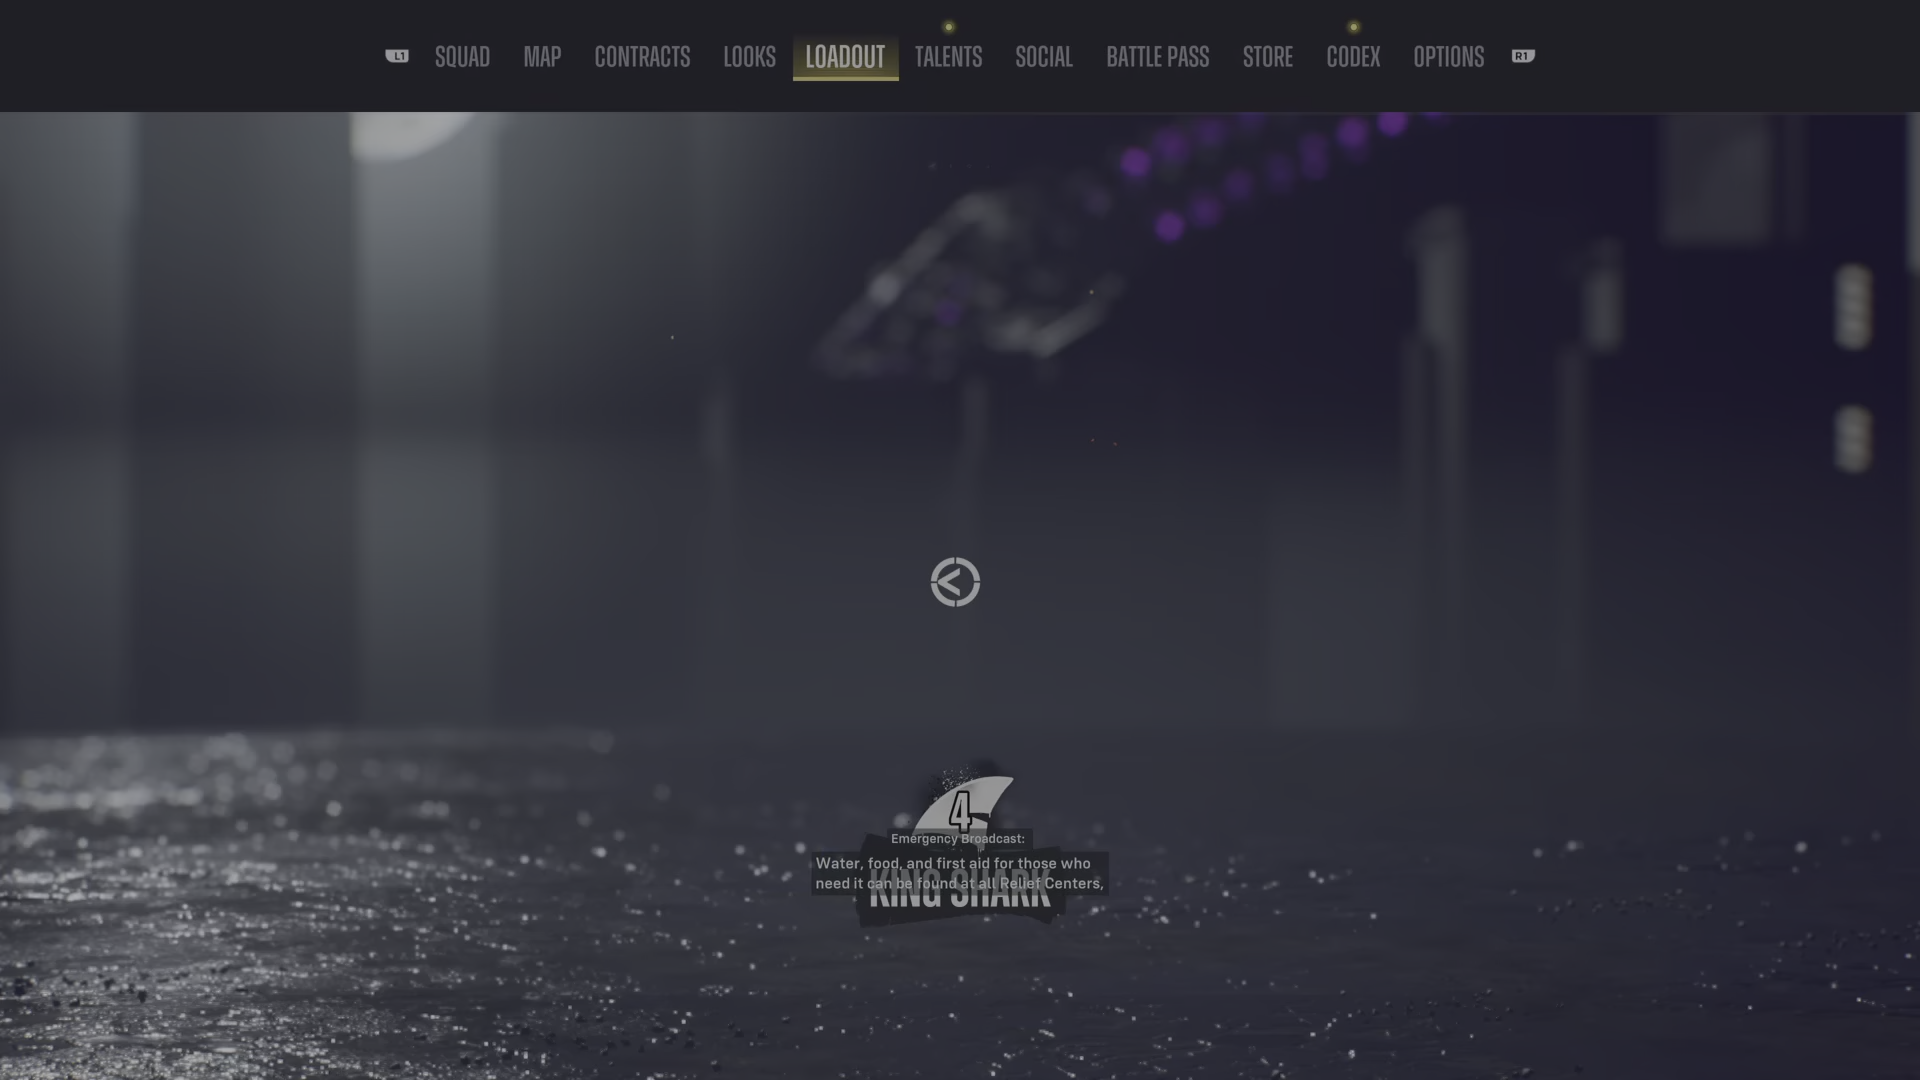 L1 SQUAD MAP CONTRACTS LOOKS LOADOUT TALENTS SOCIAL BATTLE PASS STORE CODEX OPTIONS R1
4
Emergency Broadcast:
Water, food, and first aid for those who
need it can be found at all Relief Centers,
KING SHARK